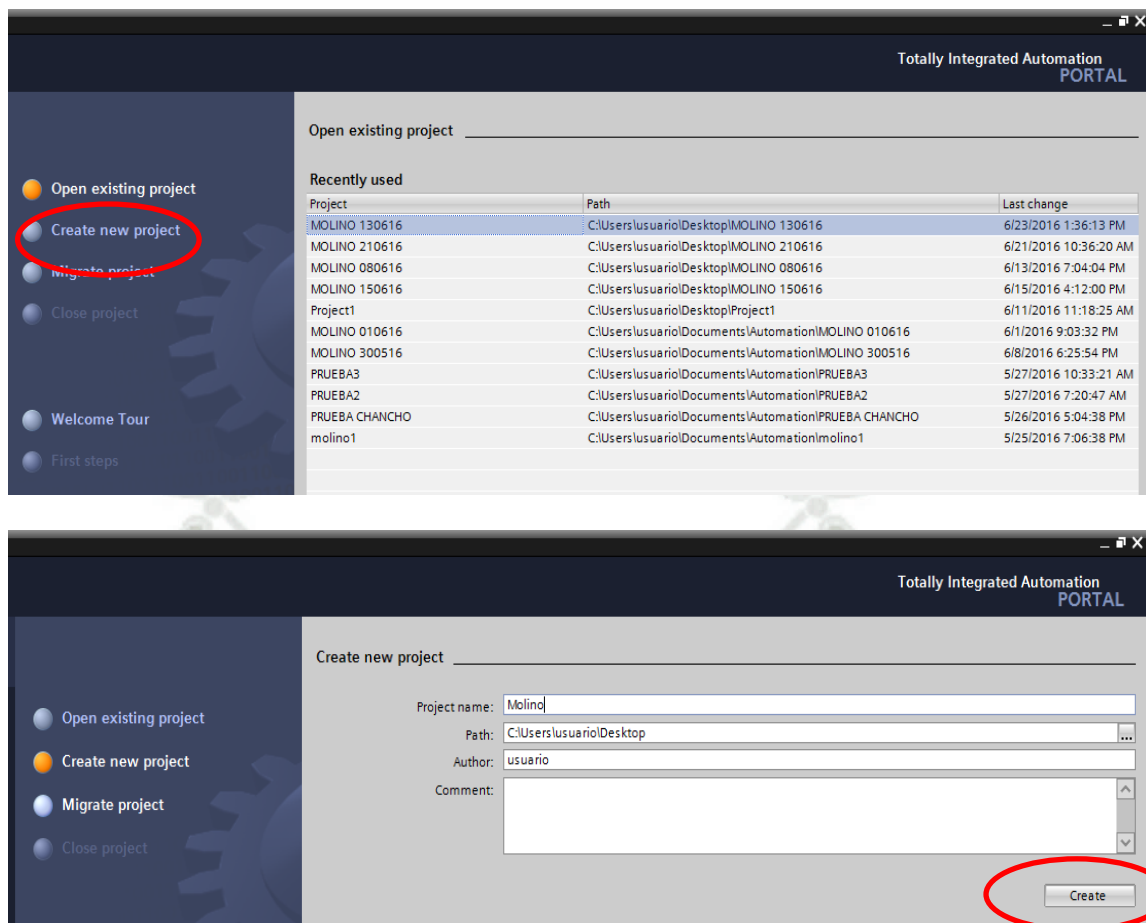 Totally Integrated Automation
PORTAL
Open existing project
Create new project
Migrate project
Close project
Welcome Tour
First steps
Open existing project
Recently used
Project Path Last change
MOLINO 130616 C:\Users\usuario\Desktop\MOLINO 130616 6/23/2016 1:36:13 PM
MOLINO 210616 C:\Users\usuario\Desktop\MOLINO 210616 6/21/2016 10:36:20 AM
MOLINO 080616 C:\Users\usuario\Desktop\MOLINO 080616 6/13/2016 7:04:04 PM
MOLINO 150616 C:\Users\usuario\Desktop\MOLINO 150616 6/15/2016 4:12:00 PM
Project1 C:\Users\usuario\Desktop\Project1 6/11/2016 11:18:25 AM
MOLINO 010616 C:\Users\usuario\Documents\Automation\MOLINO 010616 6/1/2016 9:03:32 PM
MOLINO 300516 C:\Users\usuario\Documents\Automation\MOLINO 300516 6/8/2016 6:25:54 PM
PRUEBA3 C:\Users\usuario\Documents\Automation\PRUEBA3 5/27/2016 10:33:21 AM
PRUEBA2 C:\Users\usuario\Documents\Automation\PRUEBA2 5/27/2016 7:20:47 AM
PRUEBA CHANCHO C:\Users\usuario\Documents\Automation\PRUEBA CHANCHO 5/26/2016 5:04:38 PM
molino1 C:\Users\usuario\Documents\Automation\molino1 5/25/2016 7:06:38 PM
Totally Integrated Automation
PORTAL
Open existing project
Create new project
Migrate project
Close project
Create new project
Project name: Molino
Path: C:\Users\usuario\Desktop ...
Author: usuario
Comment:
Create